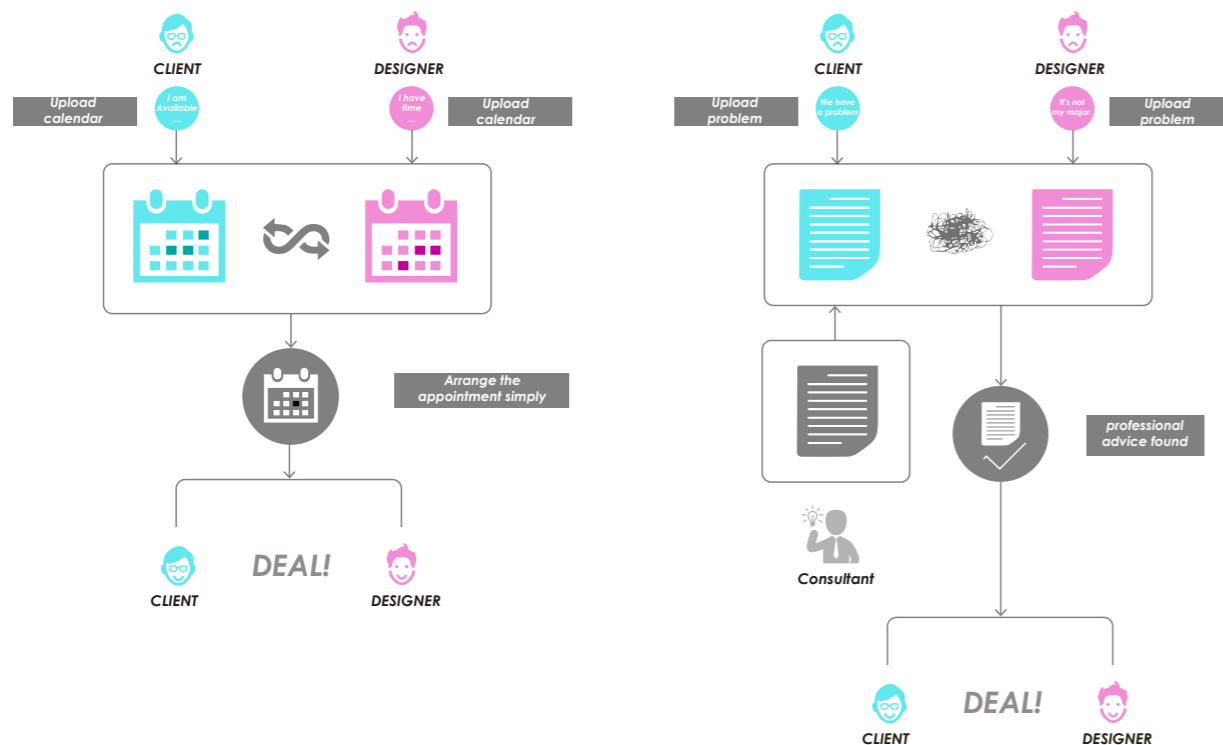 CLIENT
DESIGNER
Upload
calendar
I am
Available
...
I have
time
...
Upload
calendar
Arrange the
appointment simply
DEAL!
CLIENT
DESIGNER
CLIENT
DESIGNER
Upload
problem
We have
a problem
It's not
my major.
Upload
problem
professional
advice found
Consultant
DEAL!
CLIENT
DESIGNER